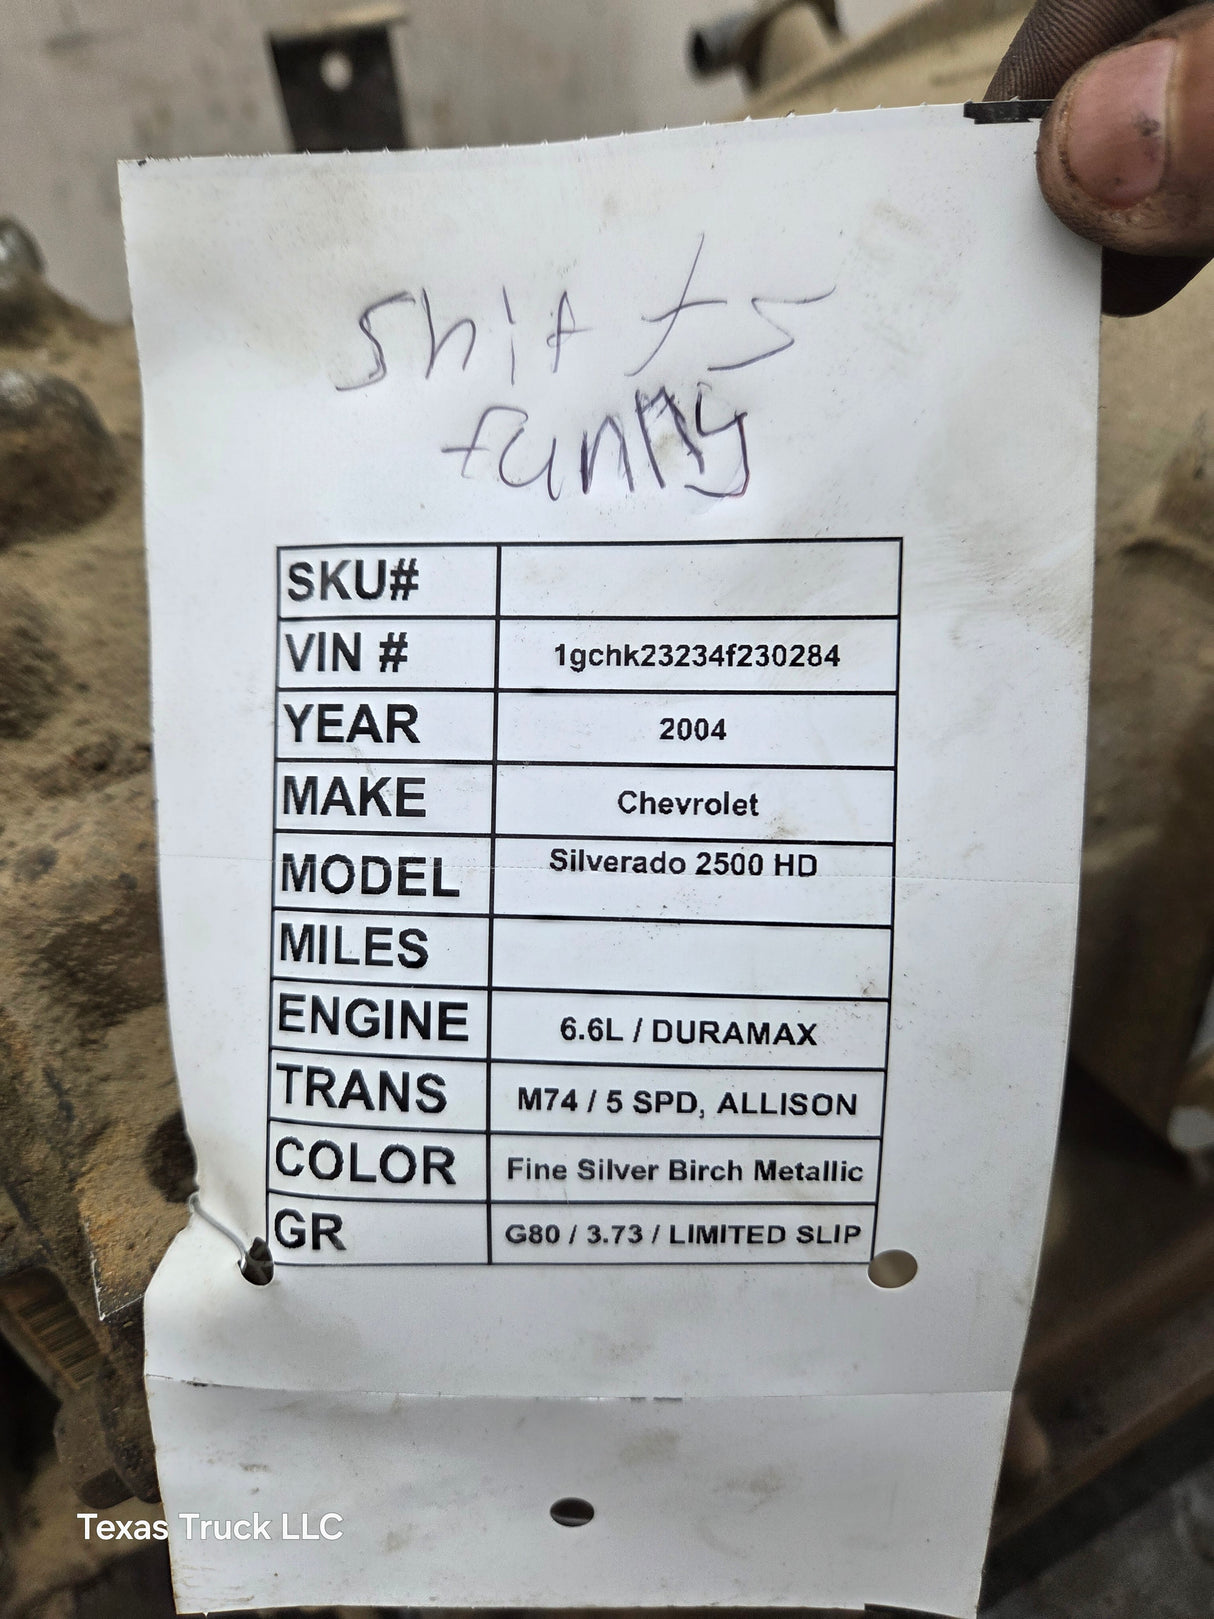 shifts
funny
SKU#
VIN # 1gchk23234f230284
YEAR 2004
MAKE Chevrolet
MODEL Silverado 2500 HD
MILES
ENGINE 6.6L / DURAMAX
TRANS M74 / 5 SPD, ALLISON
COLOR Fine Silver Birch Metallic
GR G80 / 3.73 / LIMITED SLIP
Texas Truck LLC